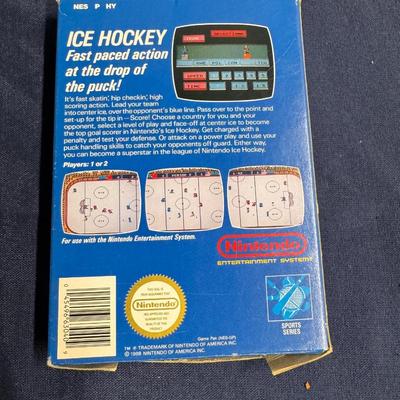 NES P HY
ICE HOCKEY
Fast paced action
at the drop of
the puck!
It's fast skatin', hip checkin', high
scoring action. Lead your team
into center ice, over the opponent's blue line. Pass over to the point and
set-up for the tip in—Score! Choose a country for you and your
opponent, select a level of play and face-off at center ice to become
the top goal scorer in Nintendo's Ice Hockey. Get charged with a
penalty and test your defense. Or attack on a power play and use your
puck handling skills to catch your opponents off guard. Either way,
you can become a superstar in the league of Nintendo Ice Hockey.
Players: 1 or 2
For use with the Nintendo Entertainment System.
Nintendo
ENTERTAINMENT SYSTEM®
SPORTS
SERIES
Game Pak (NES-GP)
TM ® TRADEMARK OF NINTENDO OF AMERICA INC.
© 1988 NINTENDO OF AMERICA INC.